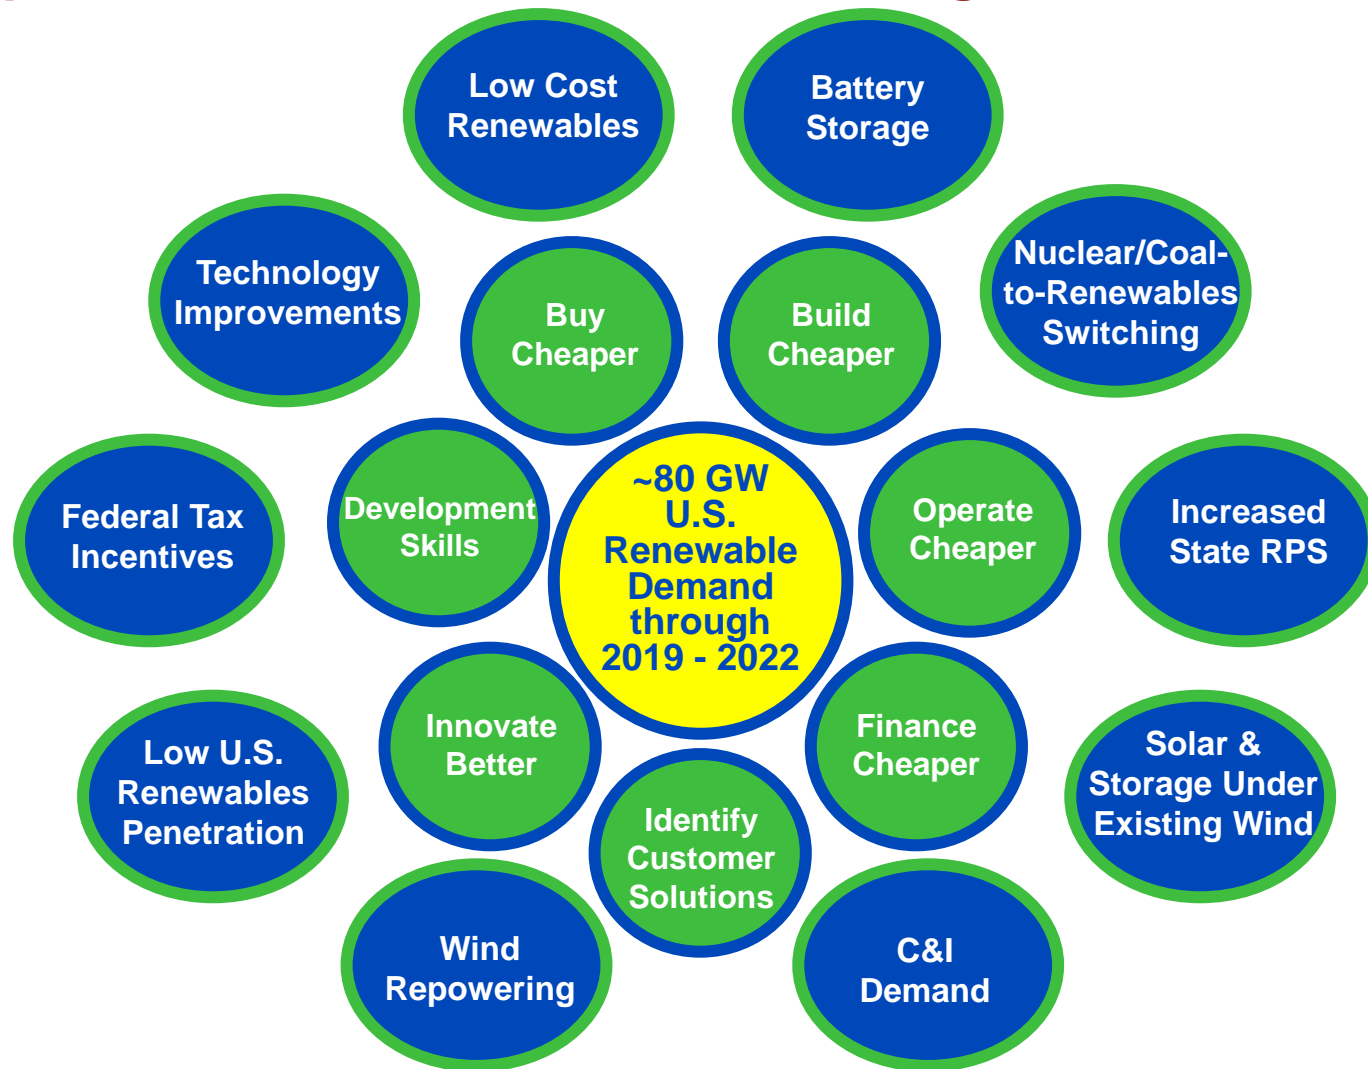 Low Cost
Renewables
Battery
Storage
Technology
Improvements
Nuclear/Coal-
to-Renewables
Switching
Buy
Cheaper
Build
Cheaper
Federal Tax
Incentives
Development
Skills
~80 GW
U.S.
Renewable
Demand
through
2019 - 2022
Operate
Cheaper
Increased
State RPS
Low U.S.
Renewables
Penetration
Innovate
Better
Identify
Customer
Solutions
Finance
Cheaper
Solar &
Storage Under
Existing Wind
Wind
Repowering
C&I
Demand